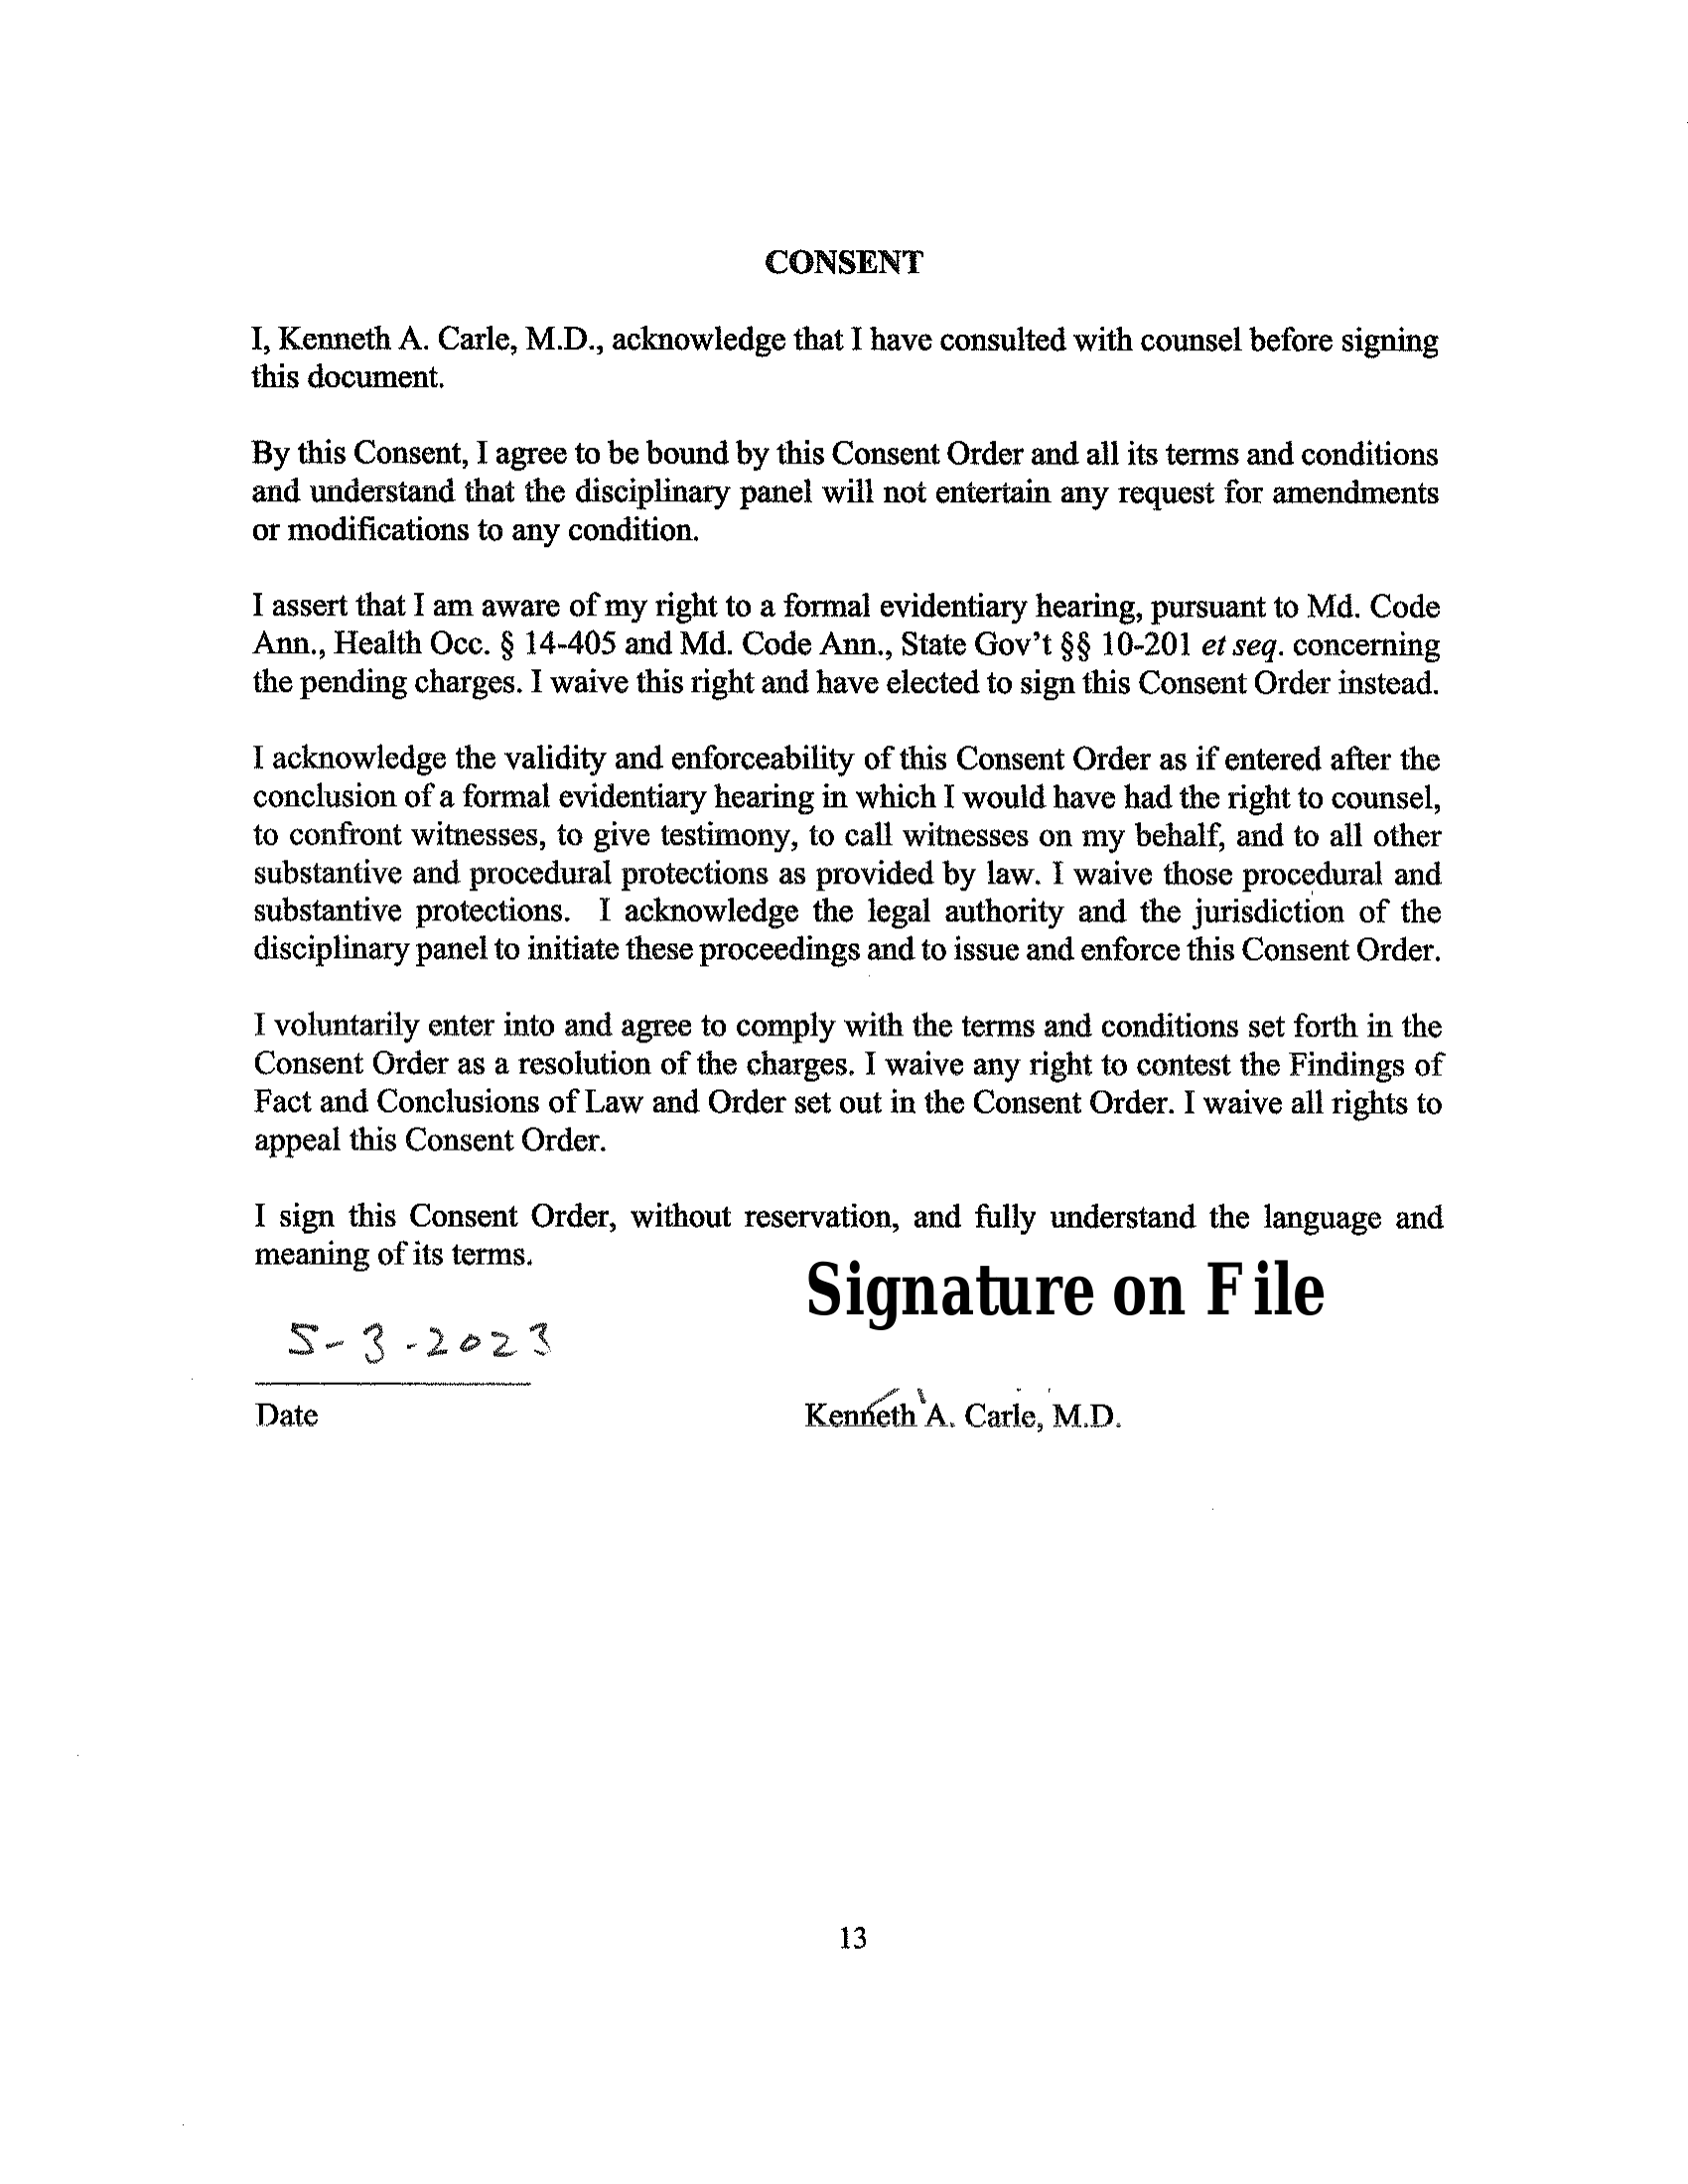 CONSENT
I, Kenneth A. Carle, M.D., acknowledge that I have consulted with counsel before signing
this document.
By this Consent, I agree to be bound by this Consent Order and all its terms and conditions
and understand that the disciplinary panel will not entertain any request for amendments
or modifications to any condition.
I assert that I am aware of my right to a formal evidentiary hearing, pursuant to Md. Code
Ann., Health Occ. § 14-405 and Md. Code Ann., State Gov't §§ 10-201 et seq. concerning
the pending charges. I waive this right and have elected to sign this Consent Order instead.
I acknowledge the validity and enforceability of this Consent Order as if entered after the
conclusion of a formal evidentiary hearing in which I would have had the right to counsel,
to confront witnesses, to give testimony, to call witnesses on my behalf, and to all other
substantive and procedural protections as provided by law. I waive those procedural and
substantive protections. I acknowledge the legal authority and the jurisdiction of the
disciplinary panel to initiate these proceedings and to issue and enforce this Consent Order.
I voluntarily enter into and agree to comply with the terms and conditions set forth in the
Consent Order as a resolution of the charges. I waive any right to contest the Findings of
Fact and Conclusions of Law and Order set out in the Consent Order. I waive all rights to
appeal this Consent Order.
I sign this Consent Order, without reservation, and fully understand the language and
meaning of its terms.
Signature on File
5-3-2023
Date
Kenneth A. Carle, M.D.
13